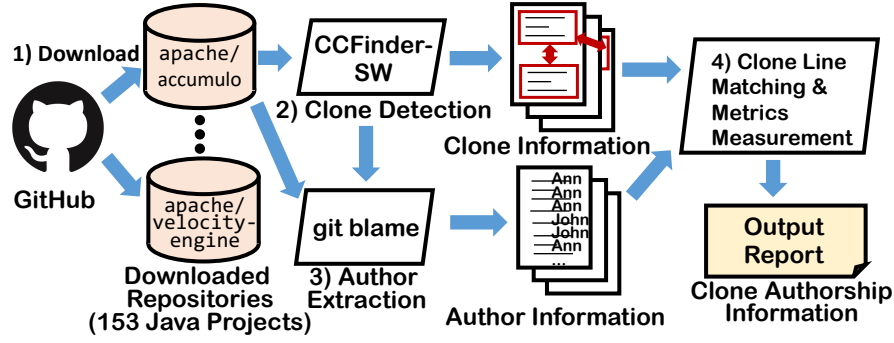 1) Download
GitHub
apache/
accumulo
apache/
velocity-
engine
Downloaded
Repositories
(153 Java Projects)
CCFinder-
SW
2) Clone Detection
git blame
3) Author
Extraction
Clone Information
Ann
Ann
Ann
John
John
Ann
...
Author Information
4) Clone Line
Matching &
Metrics
Measurement
Output
Report
Clone Authorship
Information